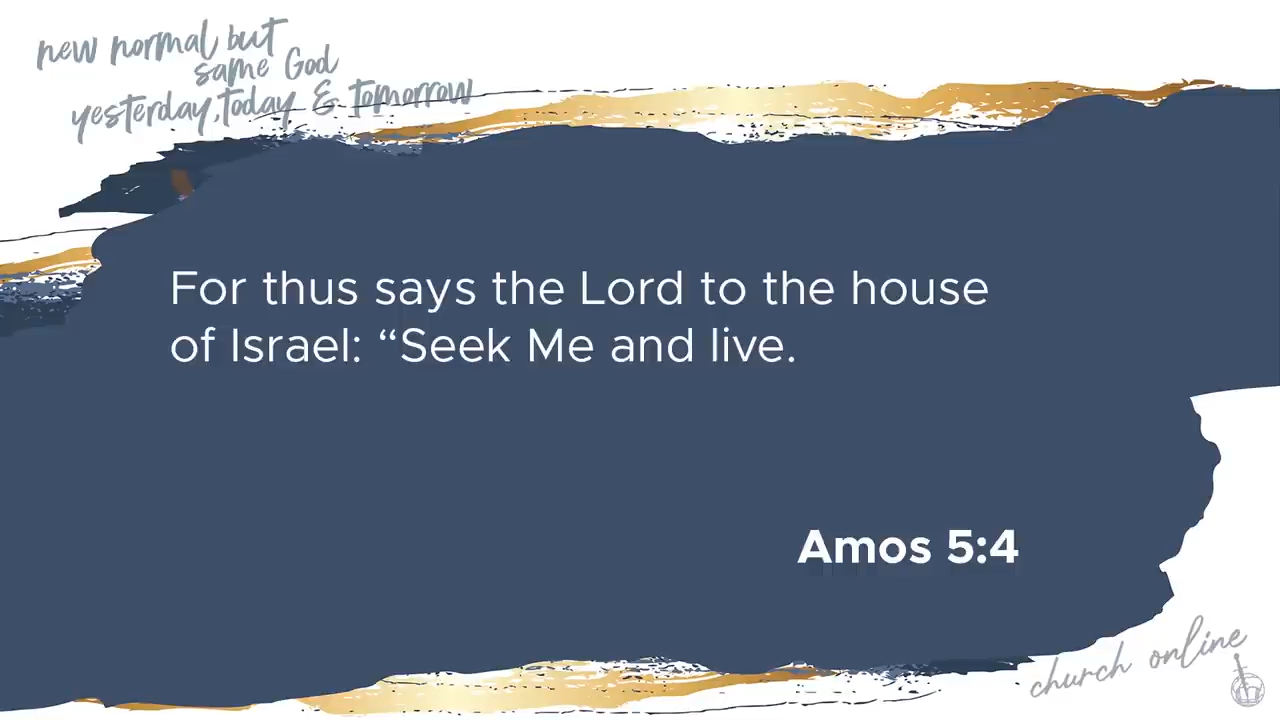 new normal but
same God
yesterday, today & tomorrow
For thus says the Lord to the house
of Israel: “Seek Me and live.
Amos 5:4
church online